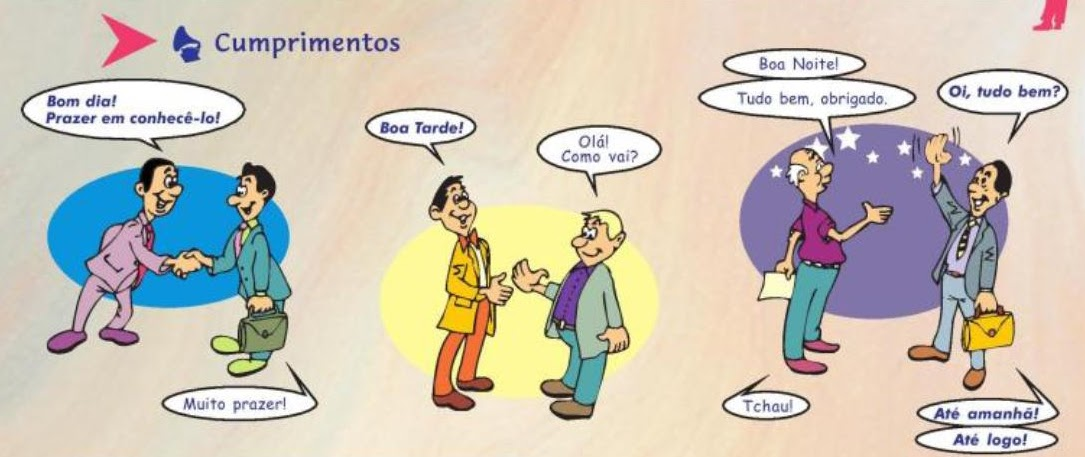 Cumprimentos
Bom dia!
Prazer em conhecê-lo!
Muito prazer!
Boa Tarde!
Olá!
Como vai?
Boa Noite!
Tudo bem, obrigado.
Oi, tudo bem?
Tchau!
Até amanhã!
Até logo!